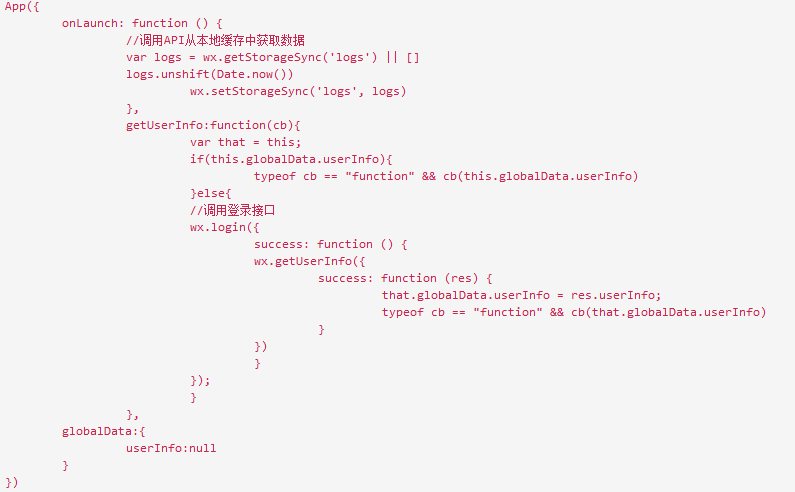 App({
onLaunch: function () {
//调用API从本地缓存中获取数据
var logs = wx.getStorageSync('logs') || []
logs.unshift(Date.now())
wx.setStorageSync('logs', logs)
},
getUserInfo:function(cb){
var that = this;
if(this.globalData.userInfo){
typeof cb == "function" && cb(this.globalData.userInfo)
}else{
//调用登录接口
wx.login({
success: function () {
wx.getUserInfo({
success: function (res) {
that.globalData.userInfo = res.userInfo;
typeof cb == "function" && cb(that.globalData.userInfo)
}
})
}
});
}
},
globalData:{
userInfo:null
}
})